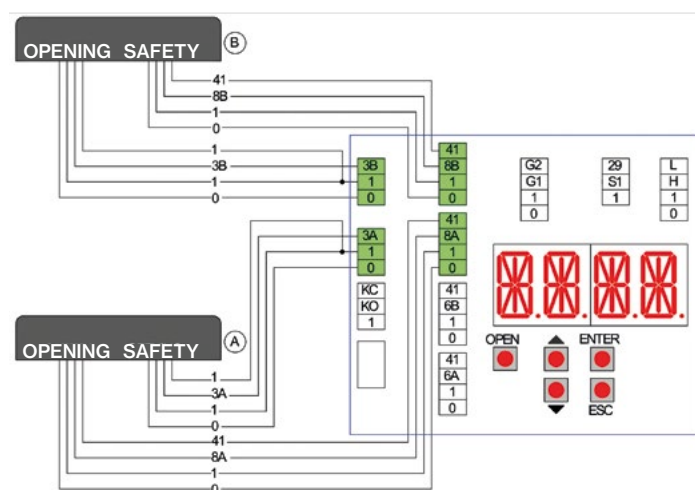 OPENING SAFETY
B
41
8B
1
0
1
3B
1
0
3B
1
0
41
8B
1
0
G2
G1
1
0
29
S1
1
L
H
1
0
3A
1
0
41
8A
1
0
KC
KO
1
41
6B
1
0
41
6A
1
0
OPEN
ENTER
ESC
OPENING SAFETY
A
1
3A
1
0
41
8A
1
0